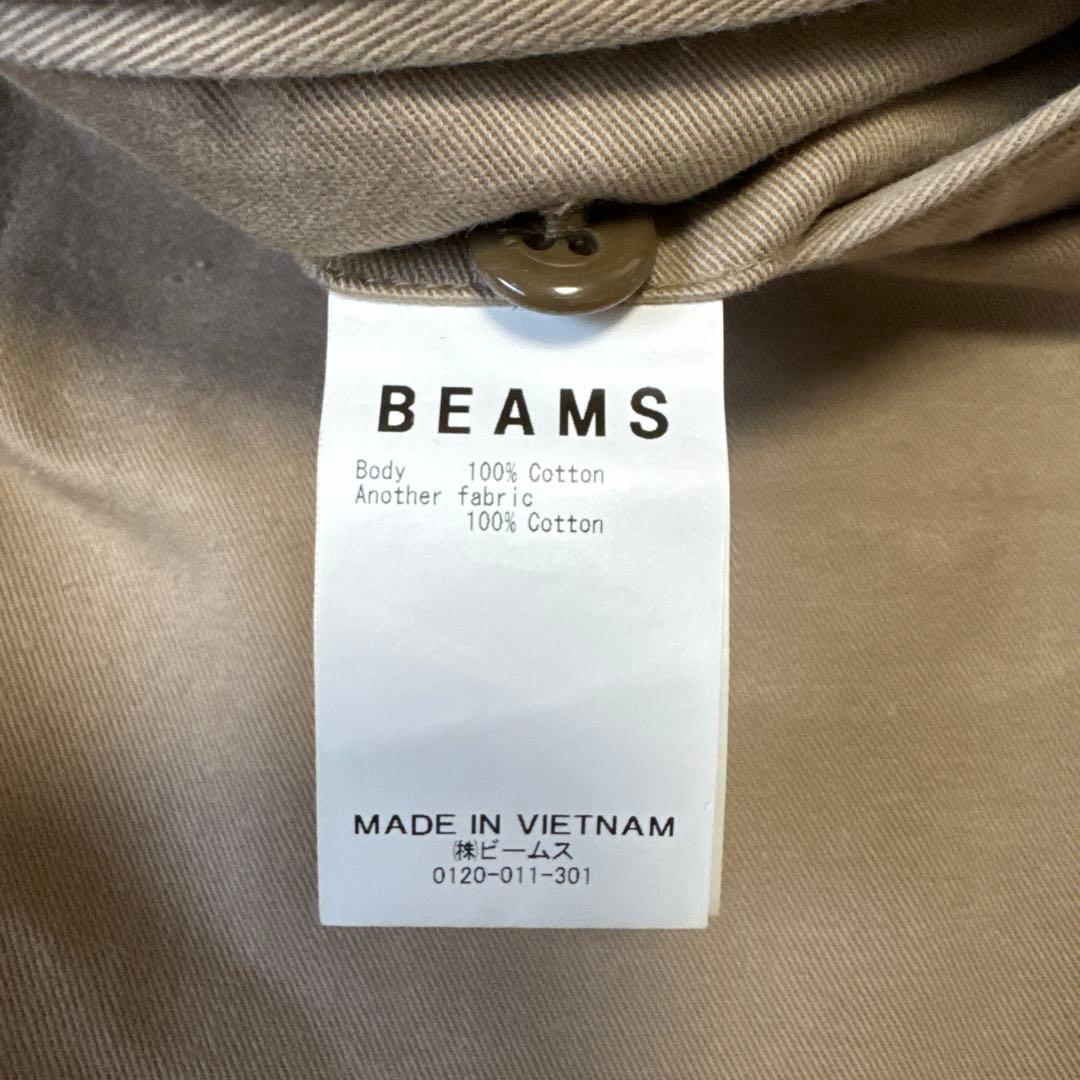 BEAMS
Body 100% Cotton
Another fabric
100% Cotton
MADE IN VIETNAM
㈱ビームス
0120-011-301